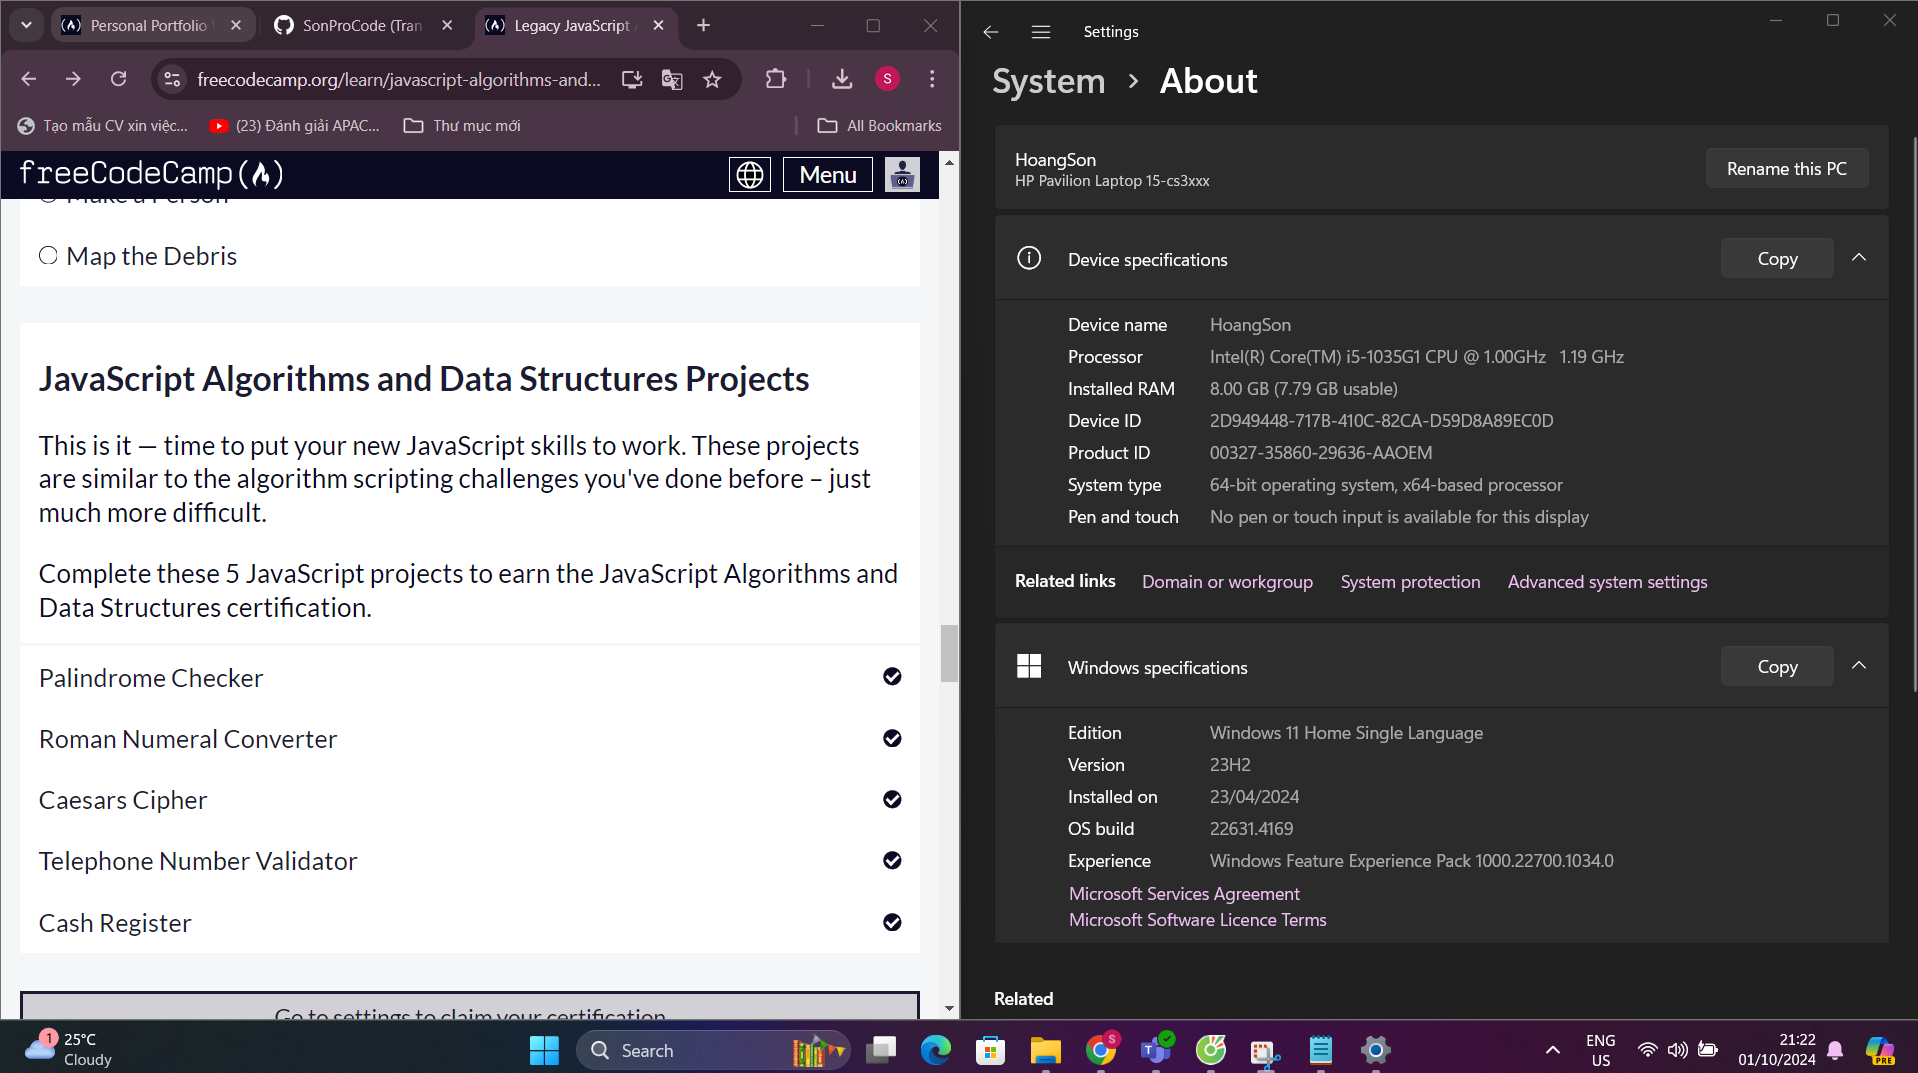 Personal Portfolio
SonProCode (Tran
Legacy JavaScript
freecodecamp.org/learn/javascript-algorithms-and...
S
Tạo mẫu CV xin việc...
(23) Đánh giải APAC...
Thư mục mới
All Bookmarks
freeCodeCamp
Menu
Make a Person
Map the Debris
JavaScript Algorithms and Data Structures Projects
This is it — time to put your new JavaScript skills to work. These projects
are similar to the algorithm scripting challenges you've done before – just
much more difficult.
Complete these 5 JavaScript projects to earn the JavaScript Algorithms and
Data Structures certification.
Palindrome Checker
Roman Numeral Converter
Caesars Cipher
Telephone Number Validator
Cash Register
Go to settings to claim your certification
Settings
System > About
HoangSon
HP Pavilion Laptop 15-cs3xxx
Rename this PC
Device specifications
Copy
Device name HoangSon
Processor Intel(R) Core(TM) i5-1035G1 CPU @ 1.00GHz 1.19 GHz
Installed RAM 8.00 GB (7.79 GB usable)
Device ID 2D949448-717B-410C-82CA-D59D8A89EC0D
Product ID 00327-35860-29636-AAOEM
System type 64-bit operating system, x64-based processor
Pen and touch No pen or touch input is available for this display
Related links Domain or workgroup System protection Advanced system settings
Windows specifications
Copy
Edition Windows 11 Home Single Language
Version 23H2
Installed on 23/04/2024
OS build 22631.4169
Experience Windows Feature Experience Pack 1000.22700.1034.0
Microsoft Services Agreement
Microsoft Software Licence Terms
Related
1
25°C
Cloudy
Search
S
ENG
US
21:22
01/10/2024
PRE